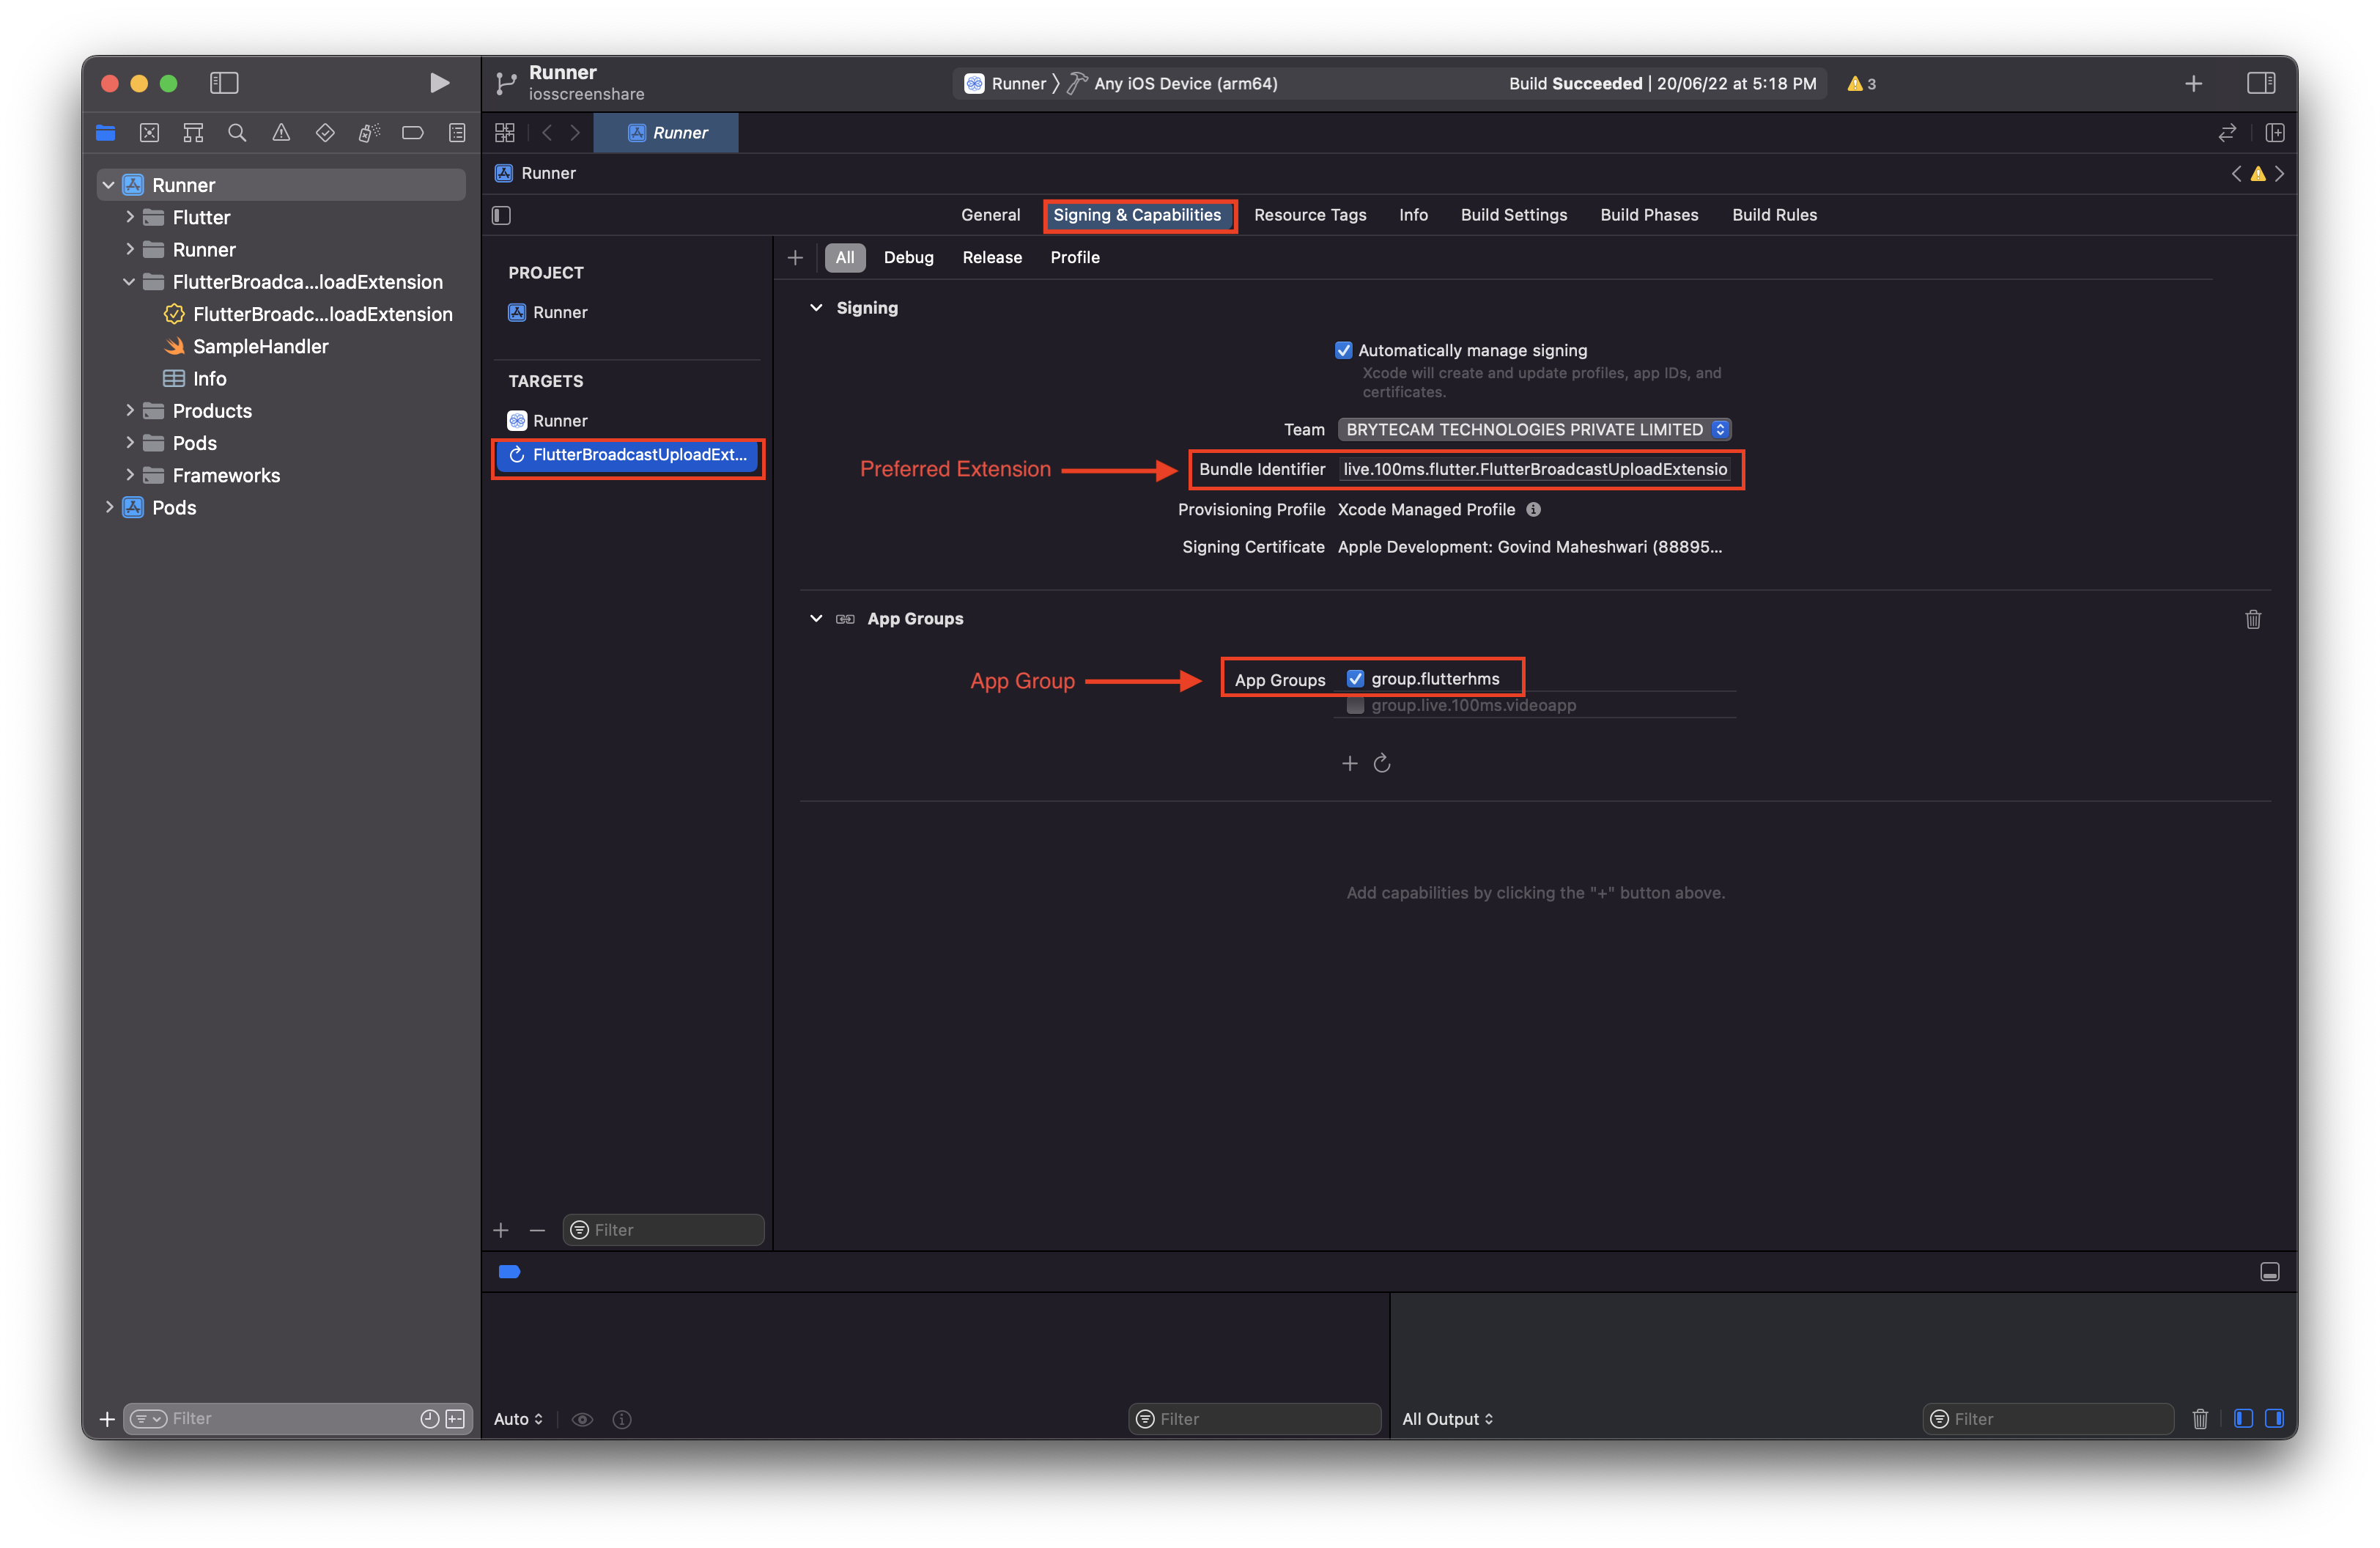 Runner
iosscreenshare
Runner 〉 Any iOS Device (arm64)
Build Succeeded | 20/06/22 at 5:18 PM
3
Runner
Flutter
Runner
FlutterBroadca...loadExtension
FlutterBroadc...loadExtension
SampleHandler
Info
Products
Pods
Frameworks
Pods
Filter
Runner
Runner
General
Signing & Capabilities
Resource Tags
Info
Build Settings
Build Phases
Build Rules
PROJECT
Runner
TARGETS
Runner
FlutterBroadcastUploadExt...
Filter
All
Debug
Release
Profile
Signing
Automatically manage signing
Xcode will create and update profiles, app IDs, and
certificates.
Team BRYTECAM TECHNOLOGIES PRIVATE LIMITED
Preferred Extension
Bundle Identifier live.100ms.flutter.FlutterBroadcastUploadExtensio
Provisioning Profile Xcode Managed Profile
Signing Certificate Apple Development: Govind Maheshwari (88895...
App Groups
App Group
App Groups group.flutterhms
group.live.100ms.videoapp
Add capabilities by clicking the "+" button above.
Auto
Filter
All Output
Filter